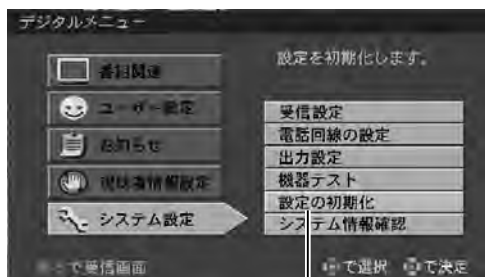 デジタルメニュー
番組関連
設定を初期化します。
ユーザー設定
お知らせ
視聴者情報設定
システム設定
受信設定
電話回線の設定
出力設定
機器テスト
設定の初期化
システム情報確認
で受信画面
で選択 で決定